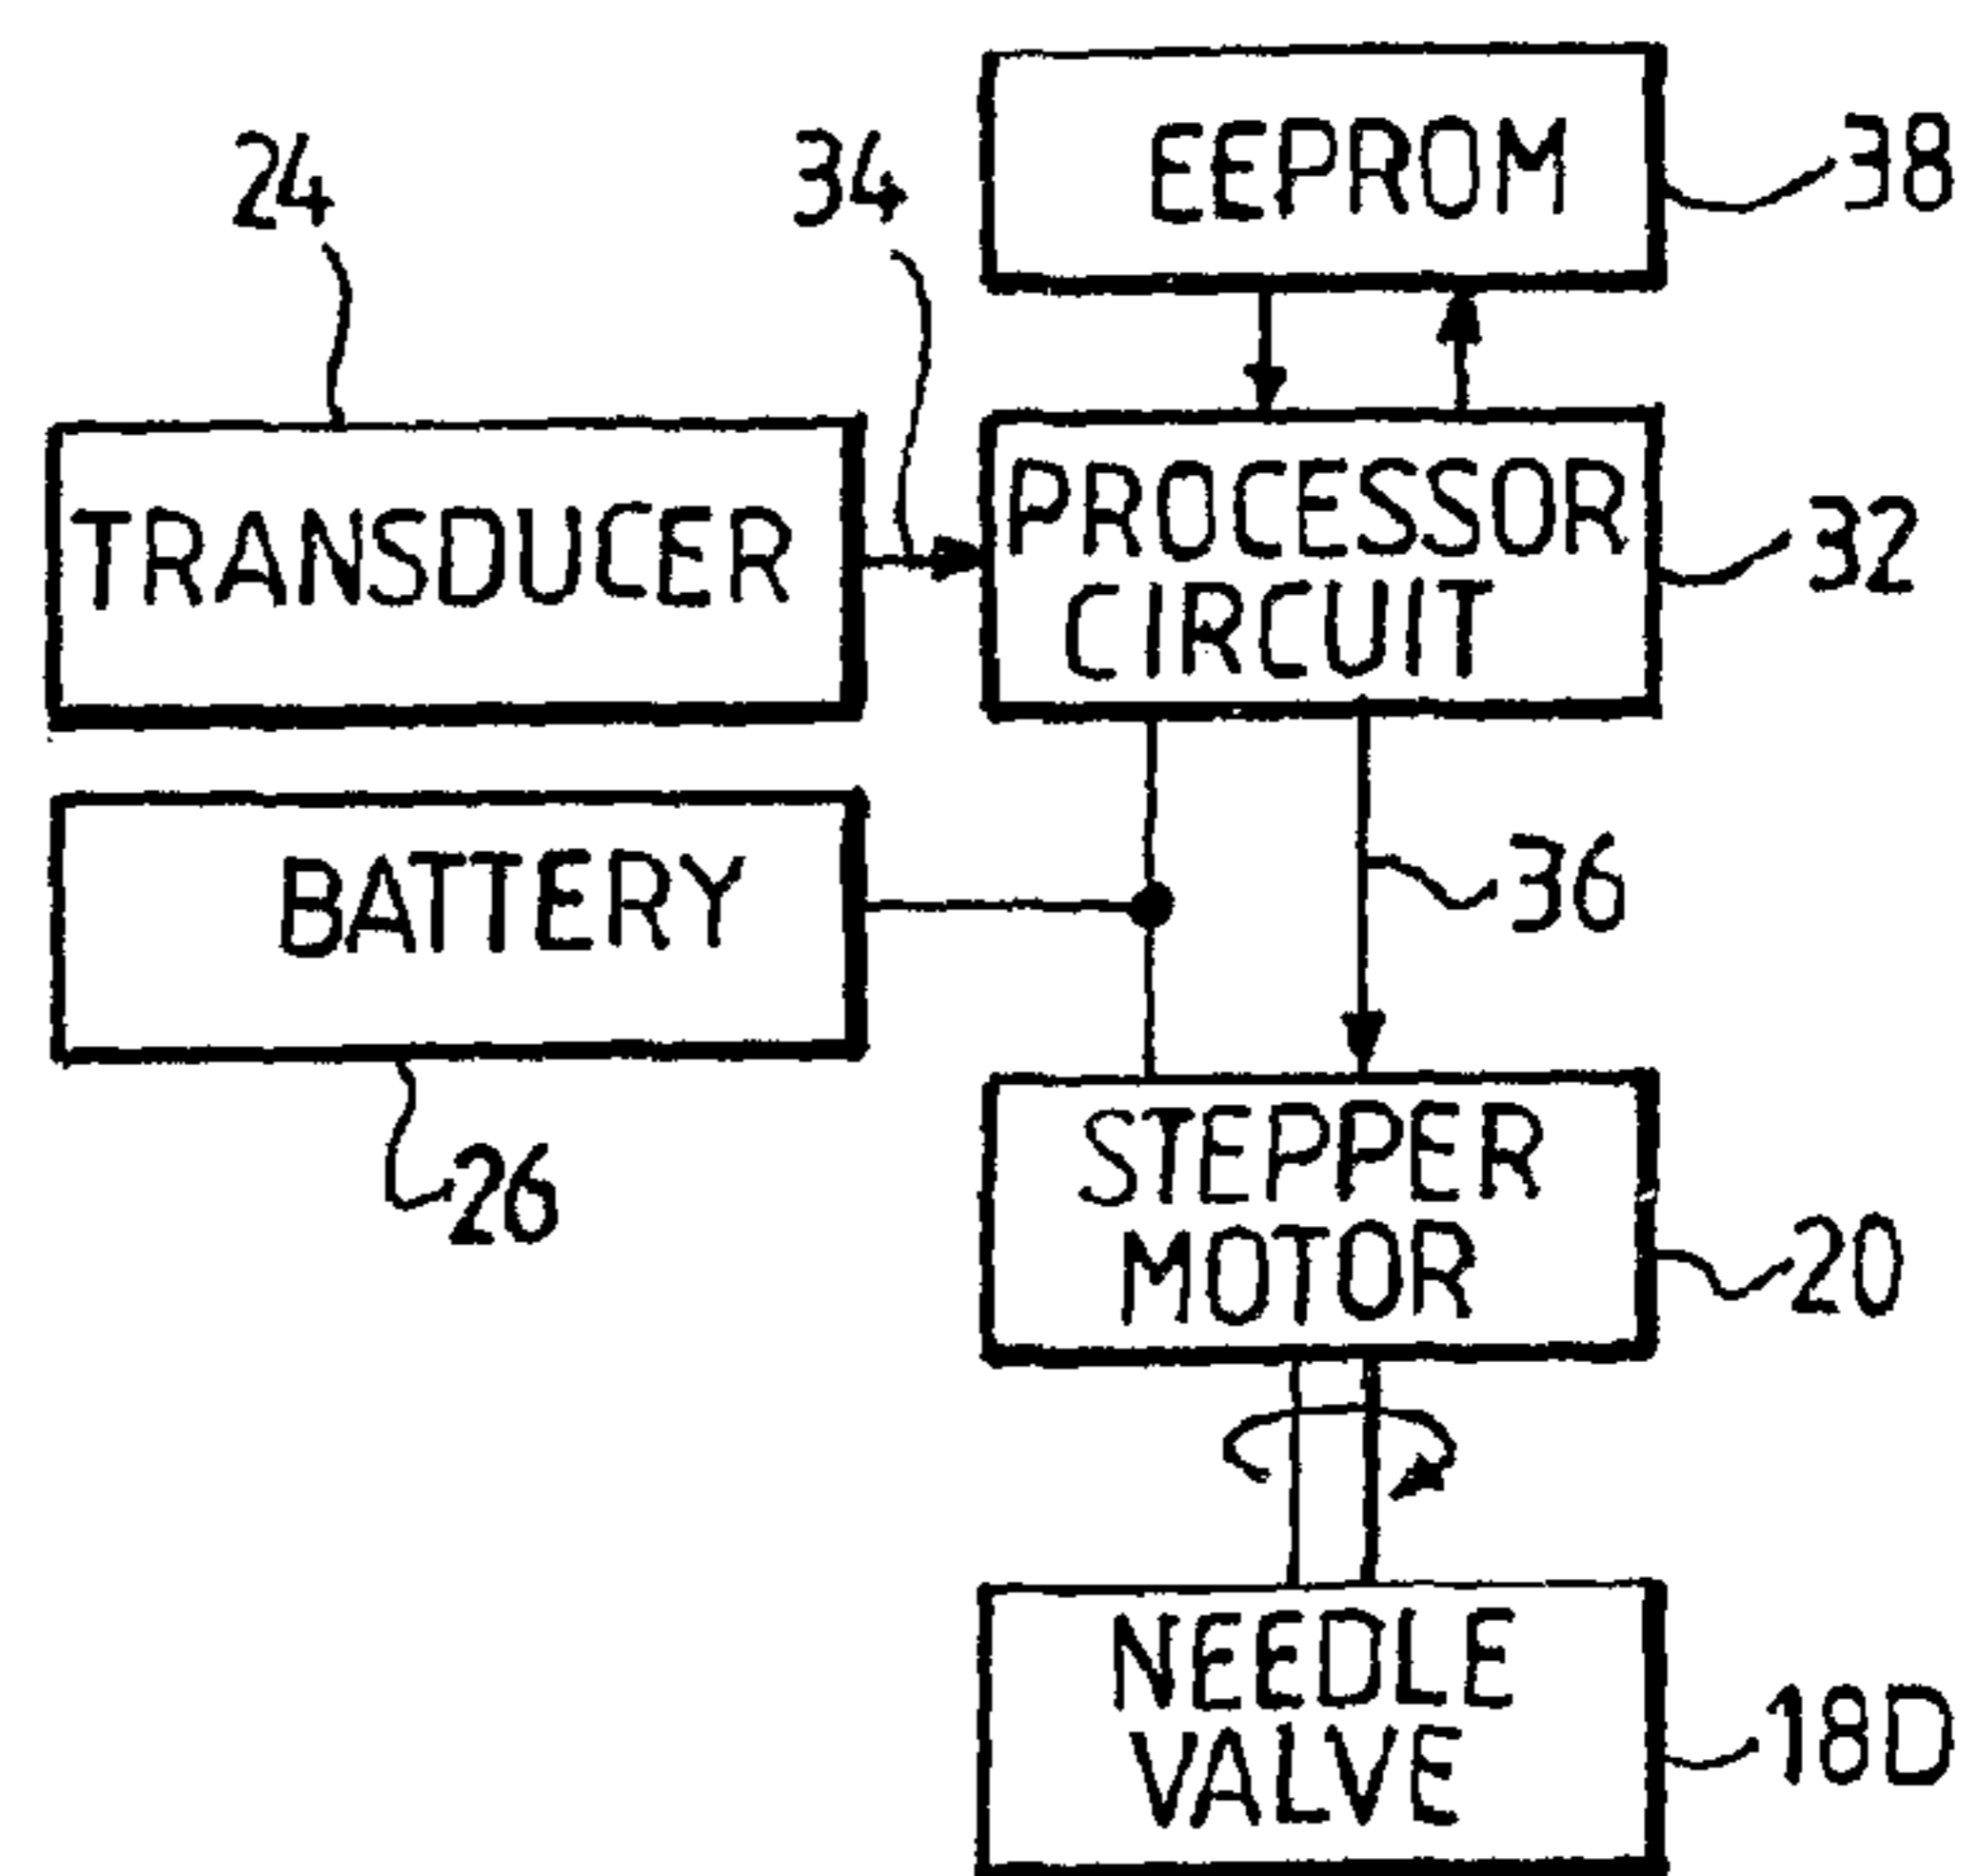 EEPROM
38
24
34
TRANSDUCER
PROCESSOR
CIRCUIT
32
BATTERY
36
26
STEPPER
MOTOR
20
NEEDLE
VALVE
18D